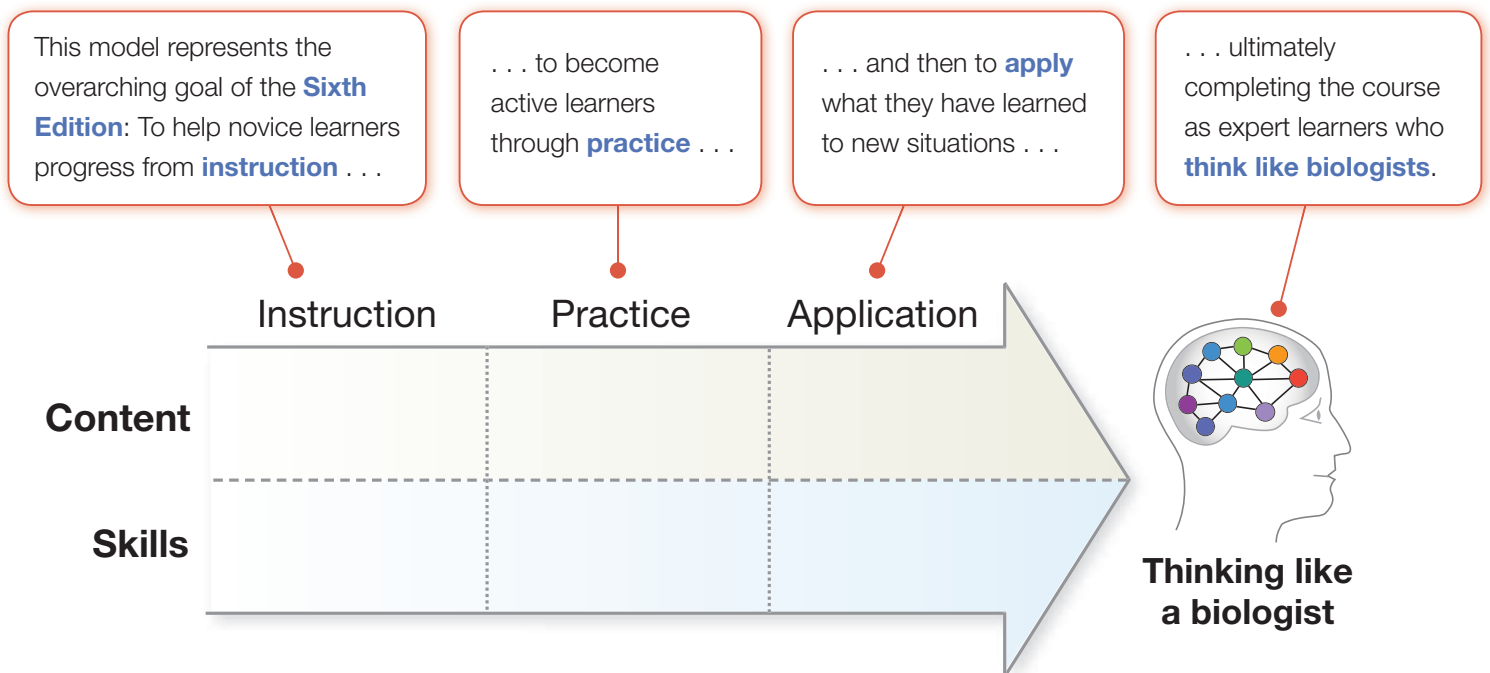 This model represents the
overarching goal of the Sixth
Edition: To help novice learners
progress from instruction . . .
. . . to become
active learners
through practice . . .
. . . and then to apply
what they have learned
to new situations . . .
. . . ultimately
completing the course
as expert learners who
think like biologists.
Instruction
Practice
Application
Content
Skills
Thinking like
a biologist